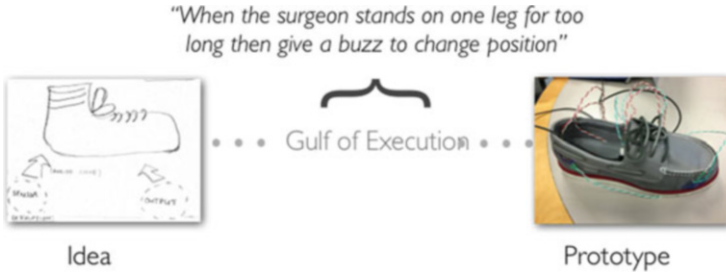 “When the surgeon stands on one leg for too
long then give a buzz to change position”
Gulf of Execution
OUTPUT
Idea
Prototype